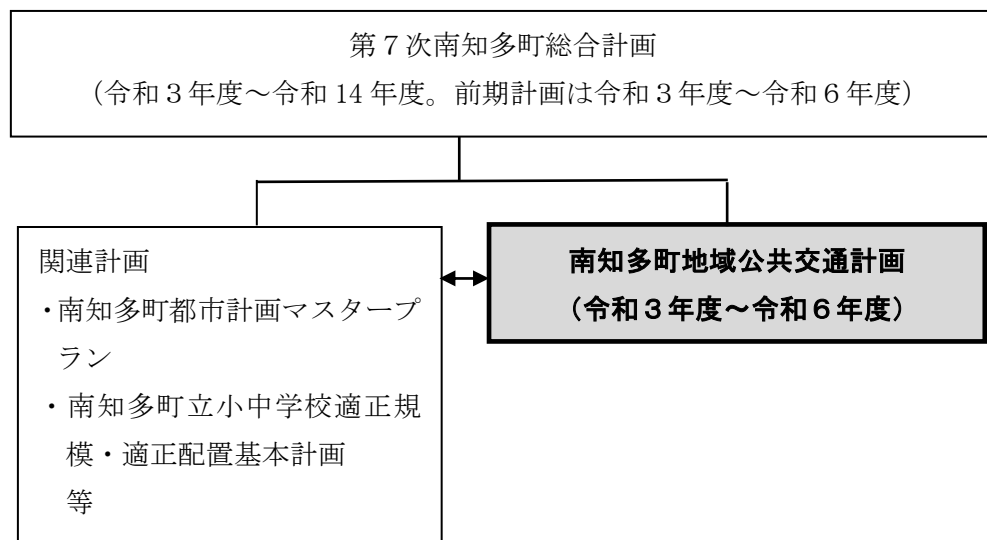 第7次南知多町総合計画
(令和3年度～令和14年度。前期計画は令和3年度～令和6年度)
関連計画
・南知多町都市計画マスタープ
ラン
・南知多町立小中学校適正規
模・適正配置基本計画
等
南知多町地域公共交通計画
(令和3年度～令和6年度)